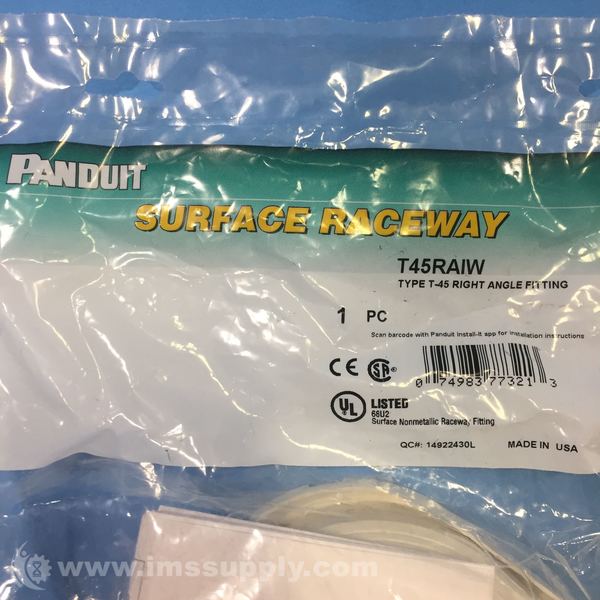 PANDUIT
SURFACE RACEWAY
T45RAIW
TYPE T-45 RIGHT ANGLE FITTING
1 PC
Scan barcode with Panduit Install-It app for installation instructions
CE SA®
0 74983 77321 3
UL LISTED
66U2
Surface Nonmetallic Raceway Fitting
QC#: 14922430L MADE IN USA
www.imssupply.com